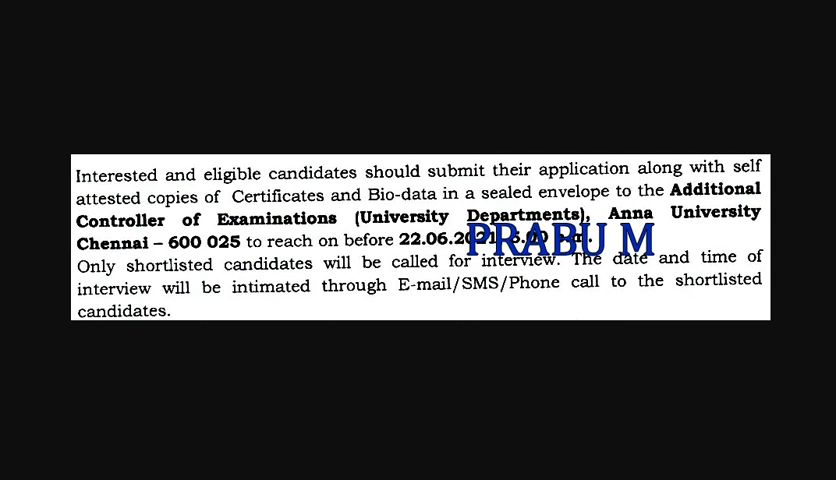 Interested and eligible candidates should submit their application along with self
attested copies of Certificates and Bio-data in a sealed envelope to the Additional
Controller of Examinations (University Departments), Anna University
Chennai – 600 025 to reach on before 22.06.2021
PRABU M
Only shortlisted candidates will be called for interview. The date and time of
interview will be intimated through E-mail/SMS/Phone call to the shortlisted
candidates.